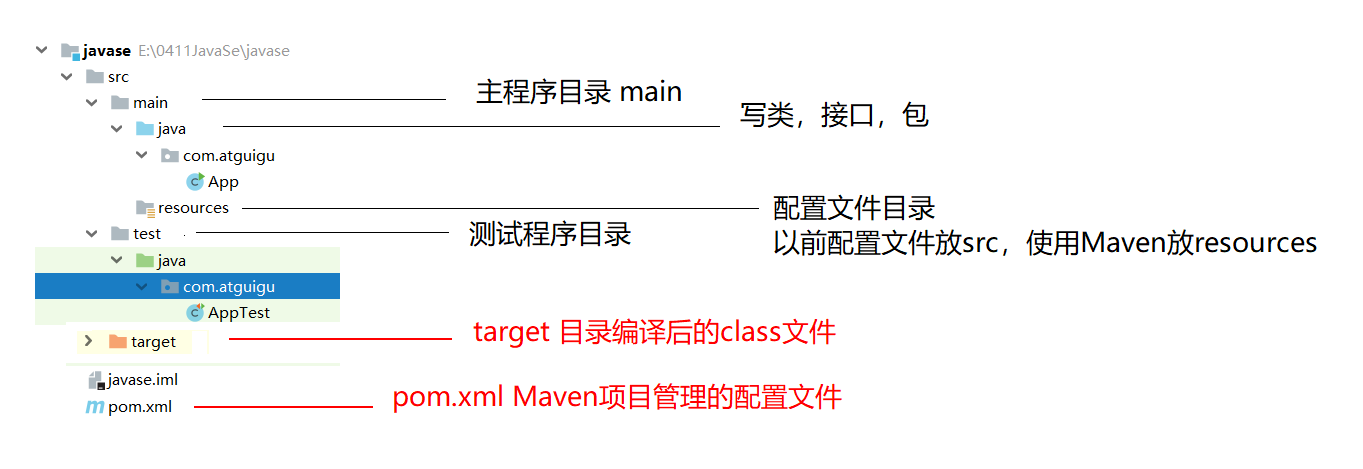 javase E:\0411JavaSe\javase
src
main 主程序目录 main
java 写类，接口，包
com.atguigu
App
resources 配置文件目录
以前配置文件放src，使用Maven放resources
test 测试程序目录
java
com.atguigu
AppTest
target target 目录编译后的class文件
javase.iml
pom.xml pom.xml Maven项目管理的配置文件